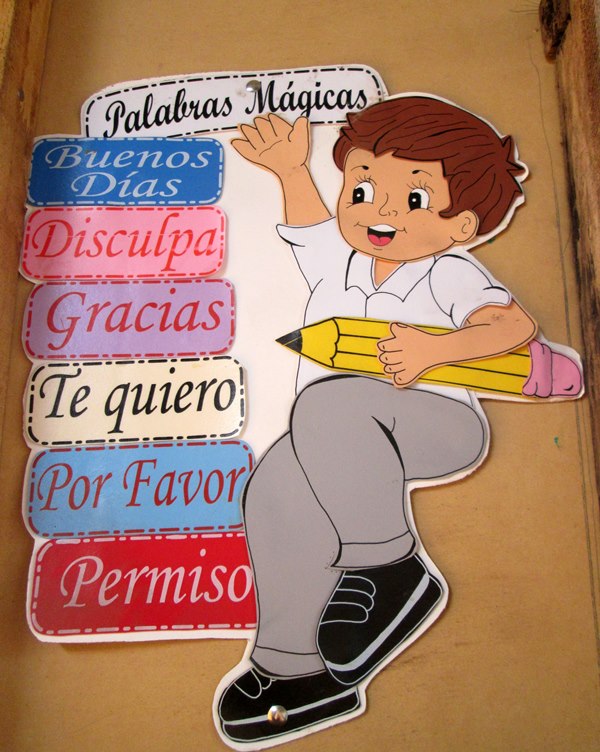 Palabras Mágicas
Buenos
Días
Disculpa
Gracias
Te quiero
Por Favor
Permiso